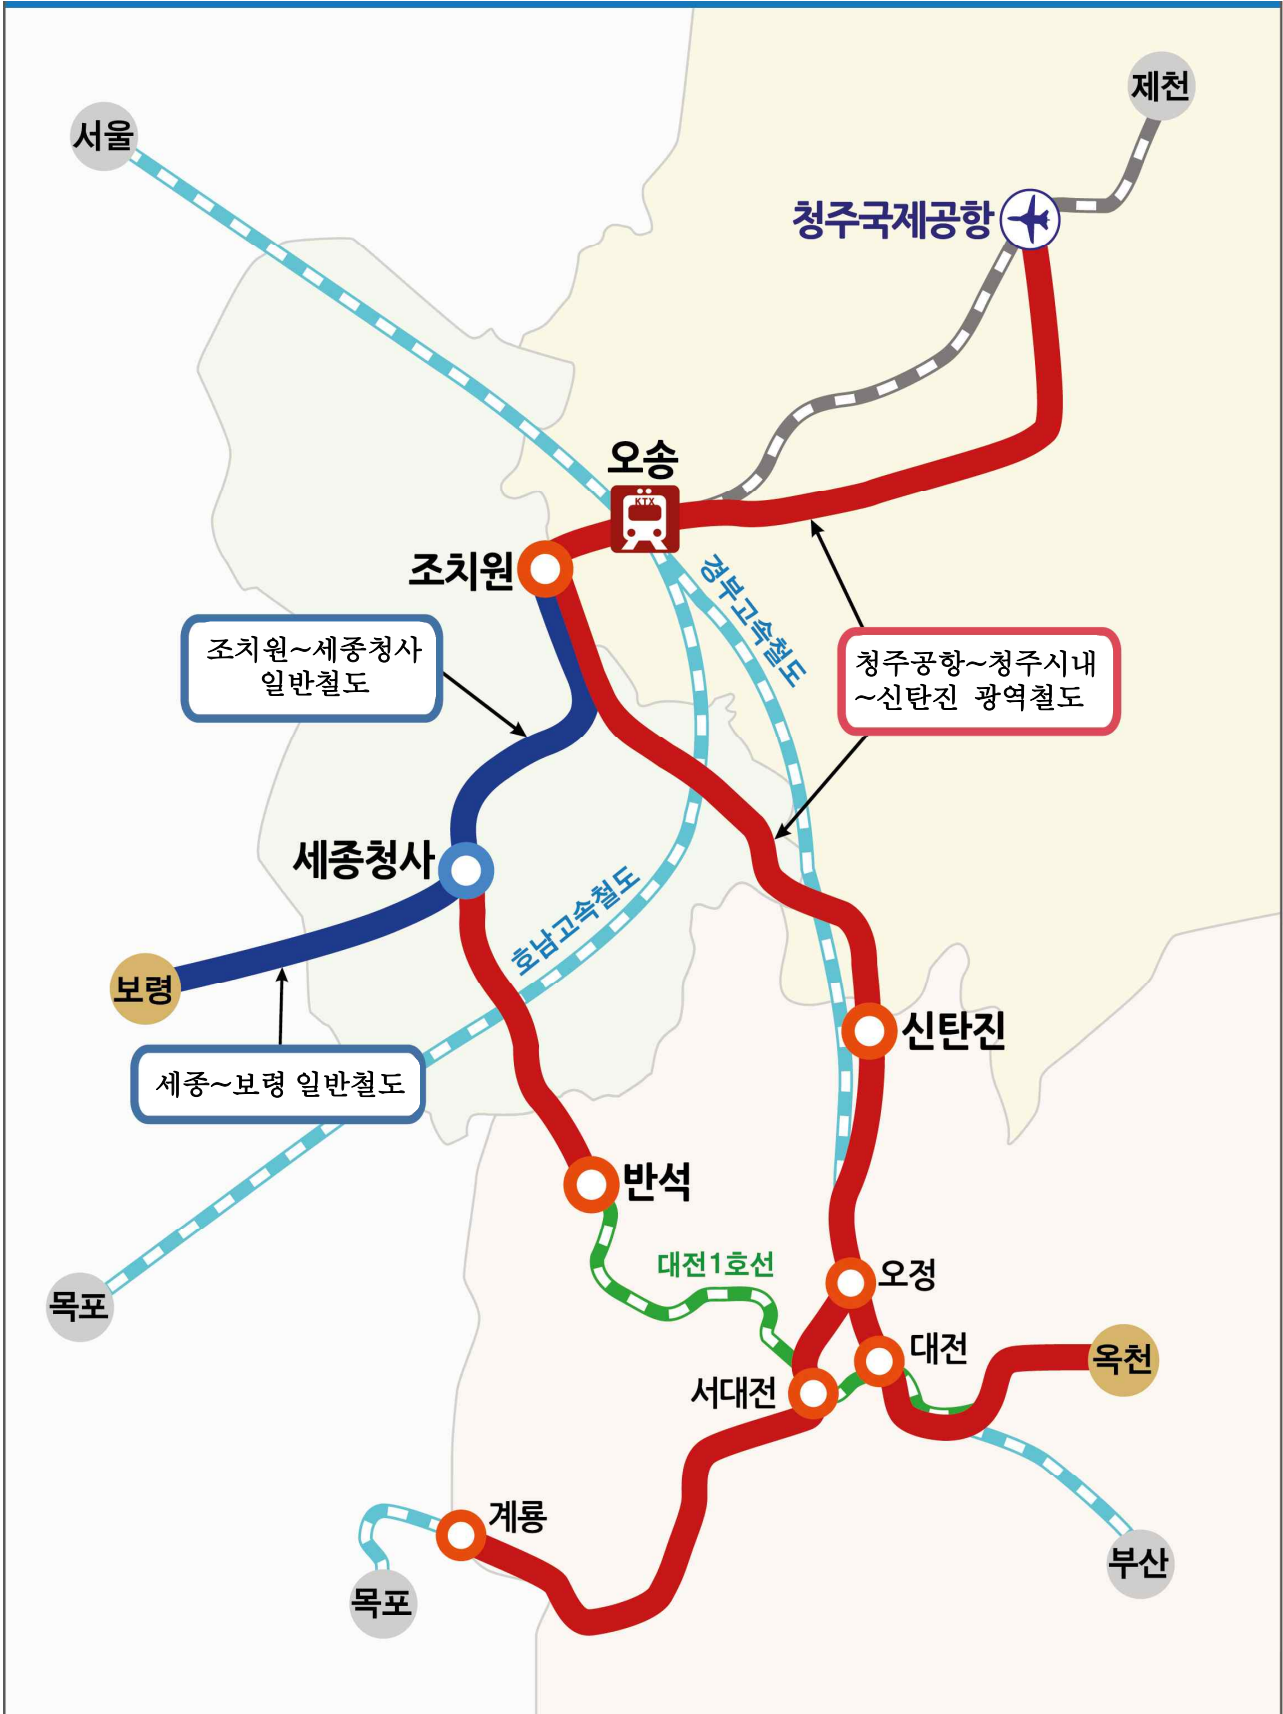 제천
서울
청주국제공항
오송
KTX
조치원
경부고속철도
조치원~세종청사
일반철도
청주공항~청주시내
~신탄진 광역철도
세종청사
호남고속철도
보령
신탄진
세종~보령 일반철도
반석
대전1호선
오정
목포
대전
옥천
서대전
계룡
부산
목포